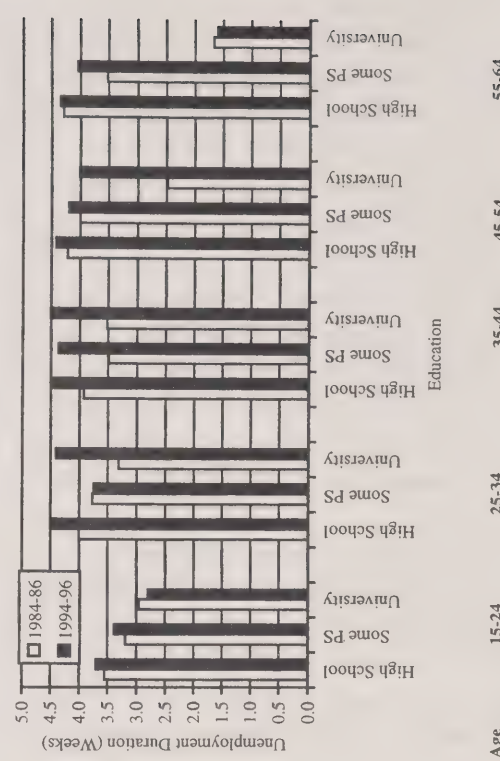 Unemployment Duration (Weeks)
5.0
4.5
4.0
3.5
3.0
2.5
2.0
1.5
1.0
0.5
0.0
1984-86
1994-96
High School
Some PS
University
High School
Some PS
University
High School
Some PS
University
High School
Some PS
University
High School
Some PS
University
Education
Age 15-24 25-34 35-44 45-54 55-64